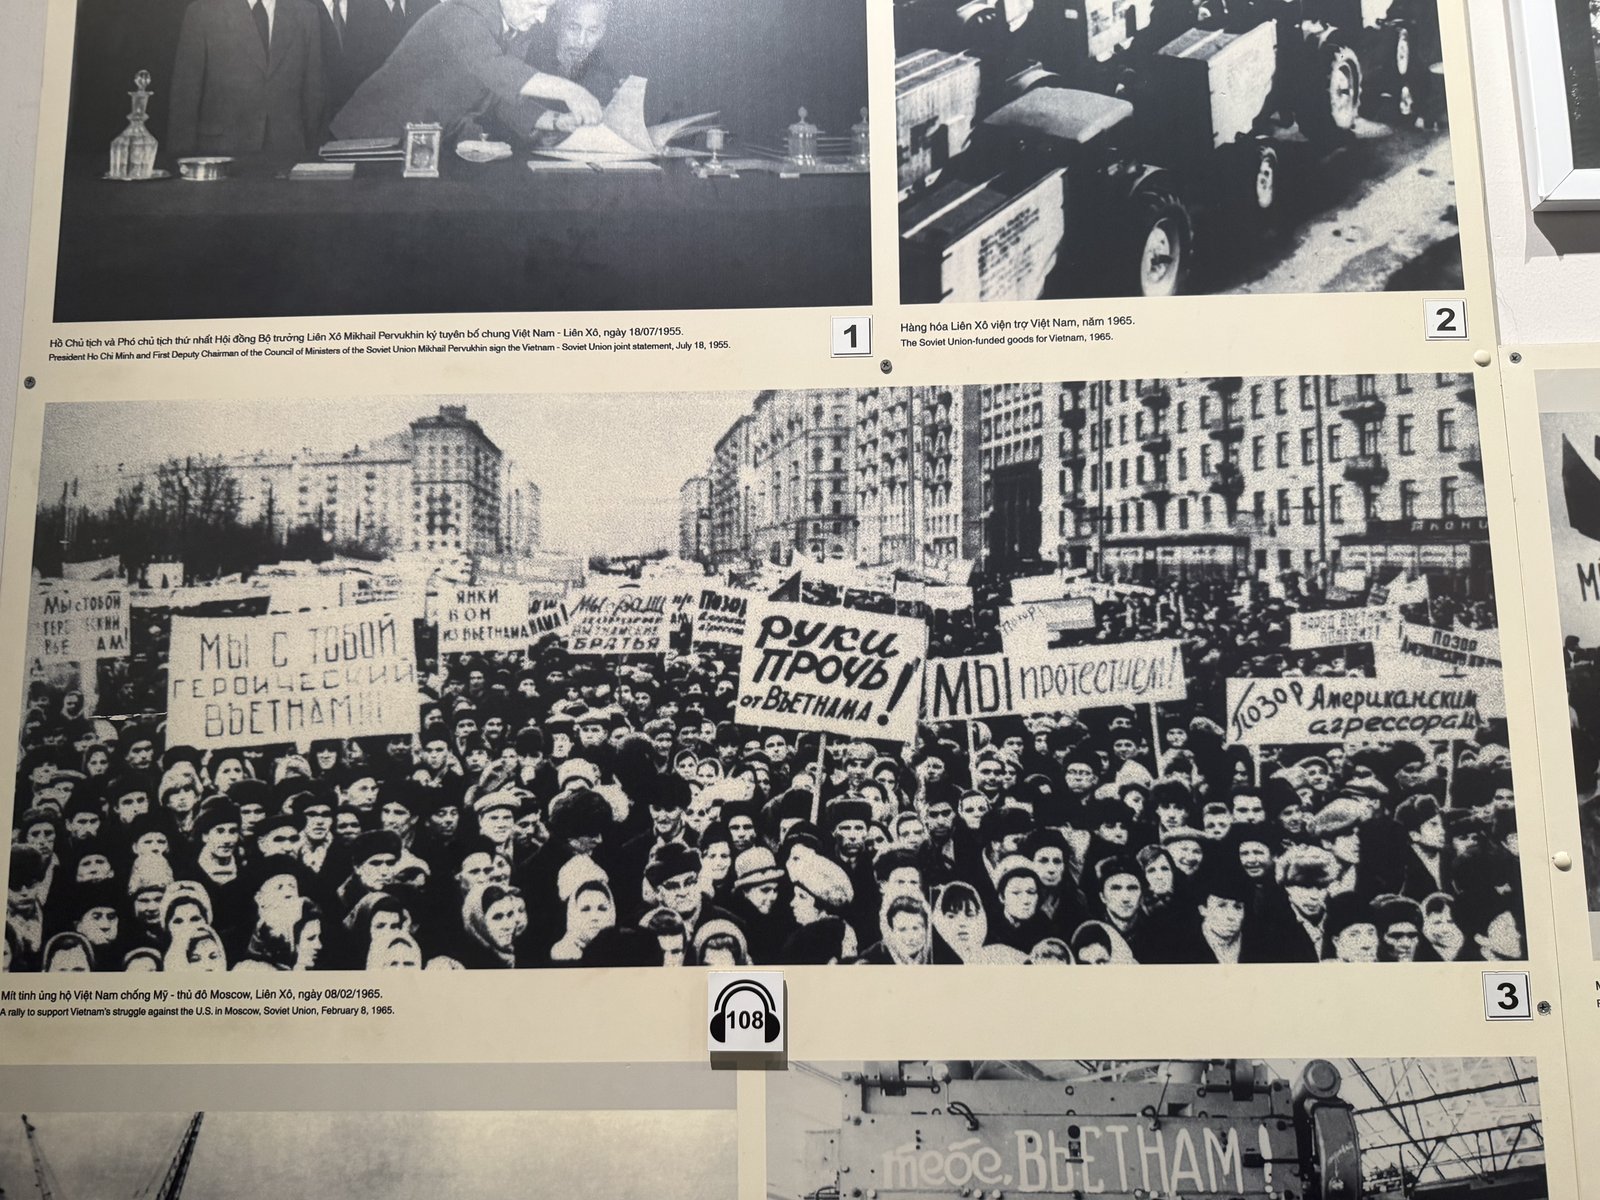 Hồ Chủ tịch và Phó chủ tịch thứ nhất Hội đồng Bộ trưởng Liên Xô Mikhail Pervukhin ký tuyên bố chung Việt Nam - Liên Xô, ngày 18/07/1955.
President Ho Chi Minh and First Deputy Chairman of the Council of Ministers of the Soviet Union Mikhail Pervukhin sign the Vietnam - Soviet Union joint statement, July 18, 1955.
1
Hàng hóa Liên Xô viện trợ Việt Nam, năm 1965.
The Soviet Union-funded goods for Vietnam, 1965.
2
МЫ С ТОБОЙ
МЫ С ТОБОЙ
ГЕРОИЧЕСКИЙ
ВЬЕТНАМ!!!
ЯНКИ
ВОН
ИЗ ВЬЕТНАМА
БРАТЬЯ
ПОЗОР
РУКИ
ПРОЧЬ
от ВЬЕТНАМА!
МЫ ПРОТЕСТУЕМ!
ПОЗОР
ПОЗОР Американским
агрессорам
Mít tinh ủng hộ Việt Nam chống Mỹ - thủ đô Moscow, Liên Xô, ngày 08/02/1965.
A rally to support Vietnam's struggle against the U.S. in Moscow, Soviet Union, February 8, 1965.
3
108
тебе, ВЬЕТНАМ!